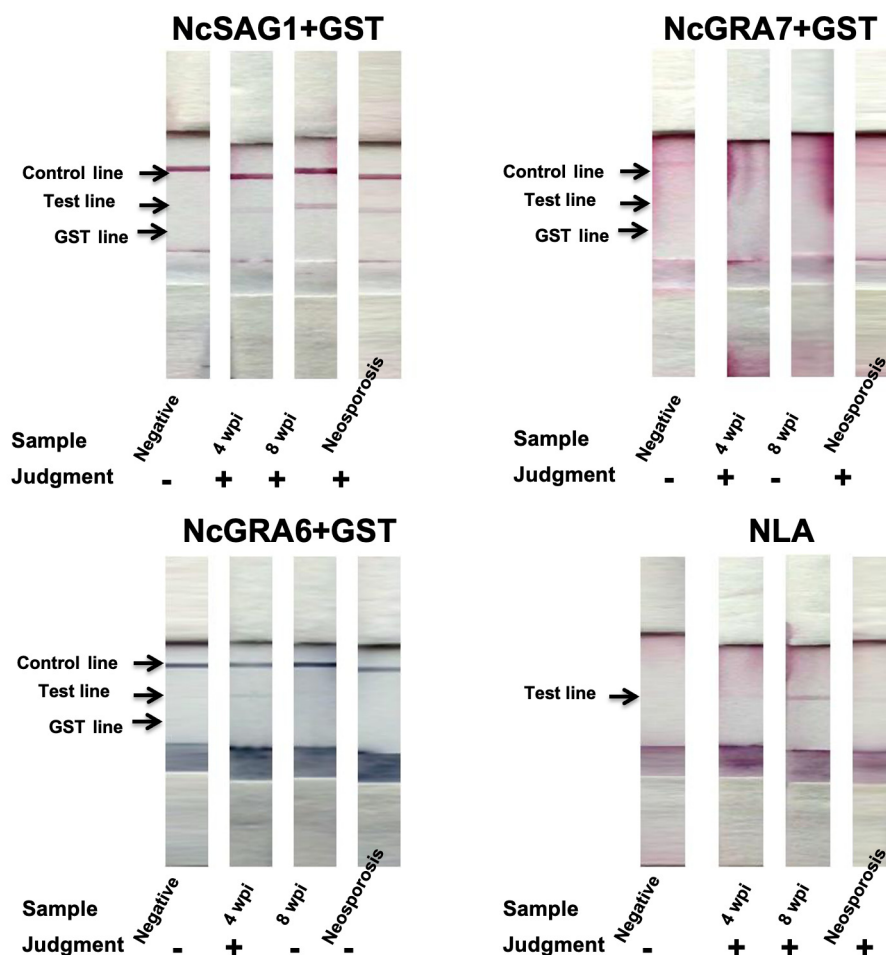 NcSAG1+GST
Control line
Test line
GST line
Negative
4 wpi
8 wpi
Neosporosis
Sample
Judgment - + + +
NcGRA7+GST
Control line
Test line
GST line
Negative
4 wpi
8 wpi
Neosporosis
Sample
Judgment - + - +
NcGRA6+GST
Control line
Test line
GST line
Negative
4 wpi
8 wpi
Neosporosis
Sample
Judgment - + - -
NLA
Test line
Negative
4 wpi
8 wpi
Neosporosis
Sample
Judgment - + + +